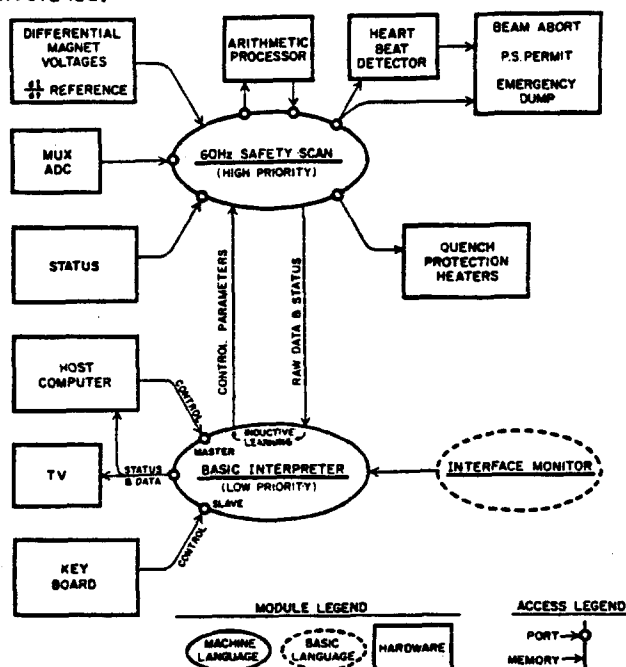 DIFFERENTIAL
MAGNET
VOLTAGES
dI/dt REFERENCE
ARITHMETIC
PROCESSOR
HEART
BEAT
DETECTOR
BEAM ABORT
P.S. PERMIT
EMERGENCY
DUMP
MUX
ADC
60Hz SAFETY SCAN
(HIGH PRIORITY)
STATUS
QUENCH
PROTECTION
HEATERS
CONTROL PARAMETERS
RAW DATA & STATUS
HOST
COMPUTER
CONTROL
MASTER
INDUCTIVE
LEARNING
BASIC INTERPRETER
(LOW PRIORITY)
INTERFACE MONITOR
TV
STATUS
& DATA
SLAVE
CONTROL
KEY
BOARD
MODULE LEGEND
MACHINE
LANGUAGE
BASIC
LANGUAGE
HARDWARE
ACCESS LEGEND
PORT
MEMORY